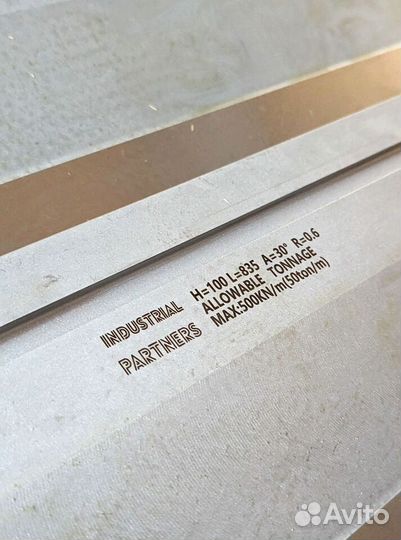 INDUSTRIAL
PARTNERS
H=100 L=835 A=30° R=0.6
ALLOWABLE TONNAGE
MAX:500KN/m(50ton/m)
Avito